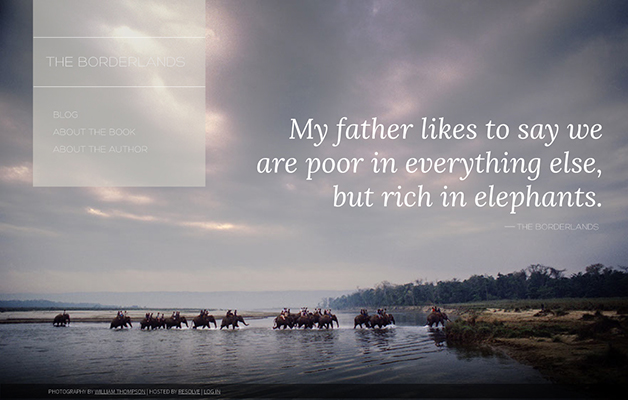 THE BORDERLANDS
BLOG
ABOUT THE BOOK
ABOUT THE AUTHOR
My father likes to say we
are poor in everything else,
but rich in elephants.
— THE BORDERLANDS
PHOTOGRAPHY BY WILLIAM THOMPSON | HOSTED BY RESOLVE | LOG IN